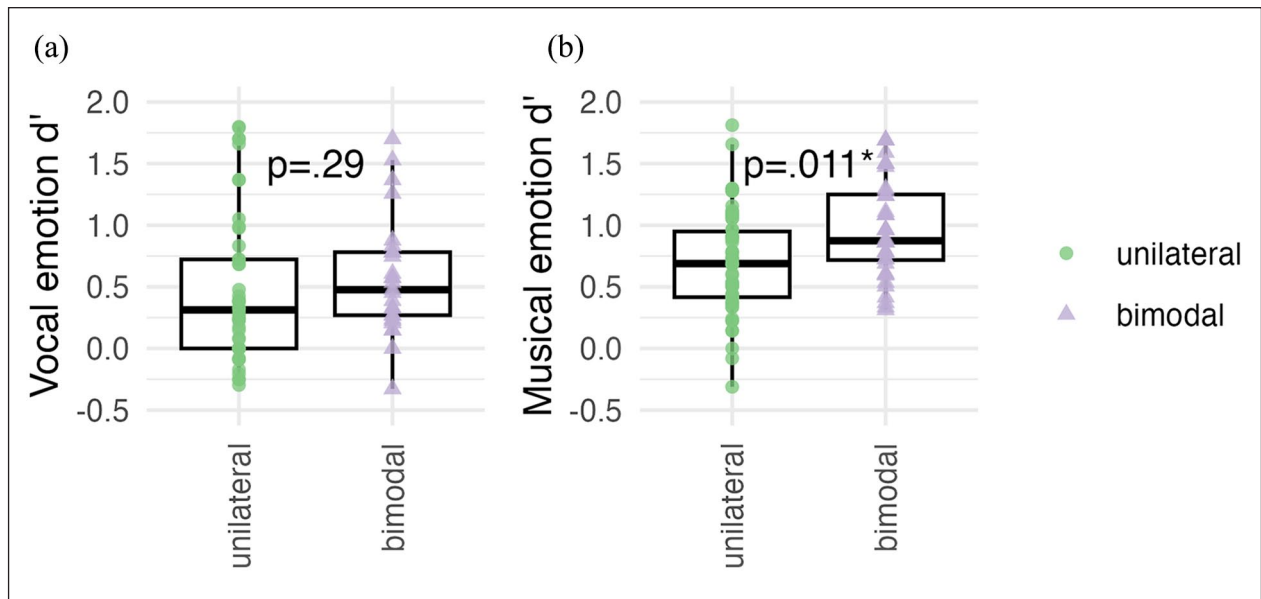 (a)
Vocal emotion d'
2.0
1.5
1.0
0.5
0.0
-0.5
p=.29
unilateral
bimodal
(b)
Musical emotion d'
2.0
1.5
1.0
0.5
0.0
-0.5
p=.011*
unilateral
bimodal
unilateral
bimodal